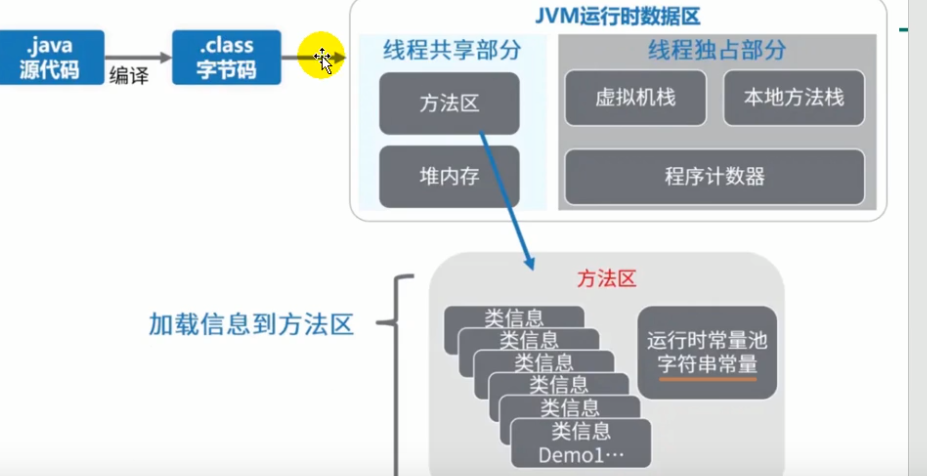 .java
源代码
编译
.class
字节码
JVM运行时数据区
线程共享部分
线程独占部分
方法区
虚拟机栈
本地方法栈
堆内存
程序计数器
方法区
加载信息到方法区
类信息
类信息
类信息
类信息
类信息
类信息
Demo1…
运行时常量池
字符串常量